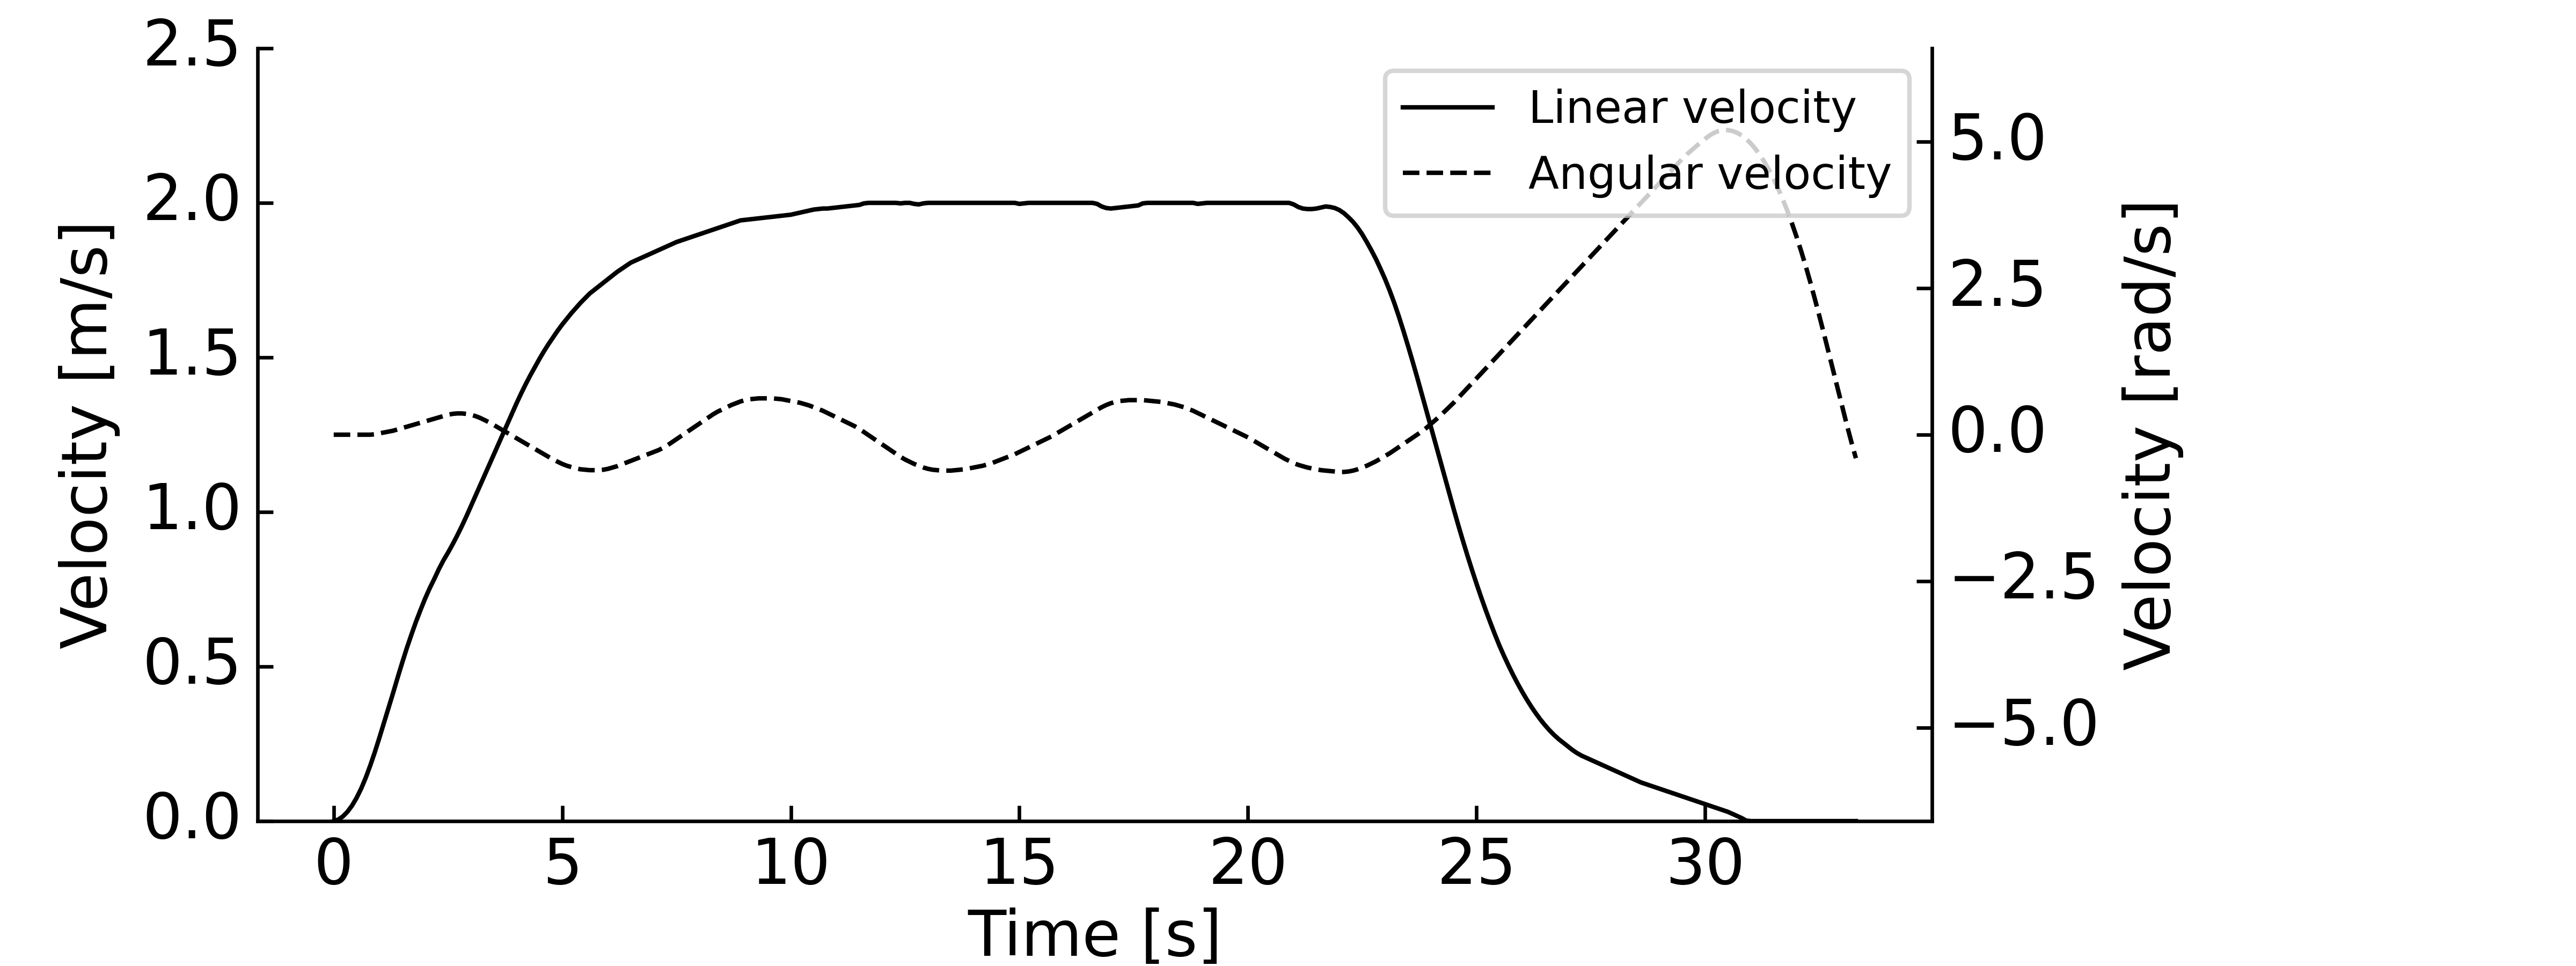 2.5
2.0
1.5
1.0
0.5
0.0
Velocity [m/s]
Linear velocity
Angular velocity
5.0
2.5
0.0
−2.5
−5.0
Velocity [rad/s]
0 5 10 15 20 25 30
Time [s]